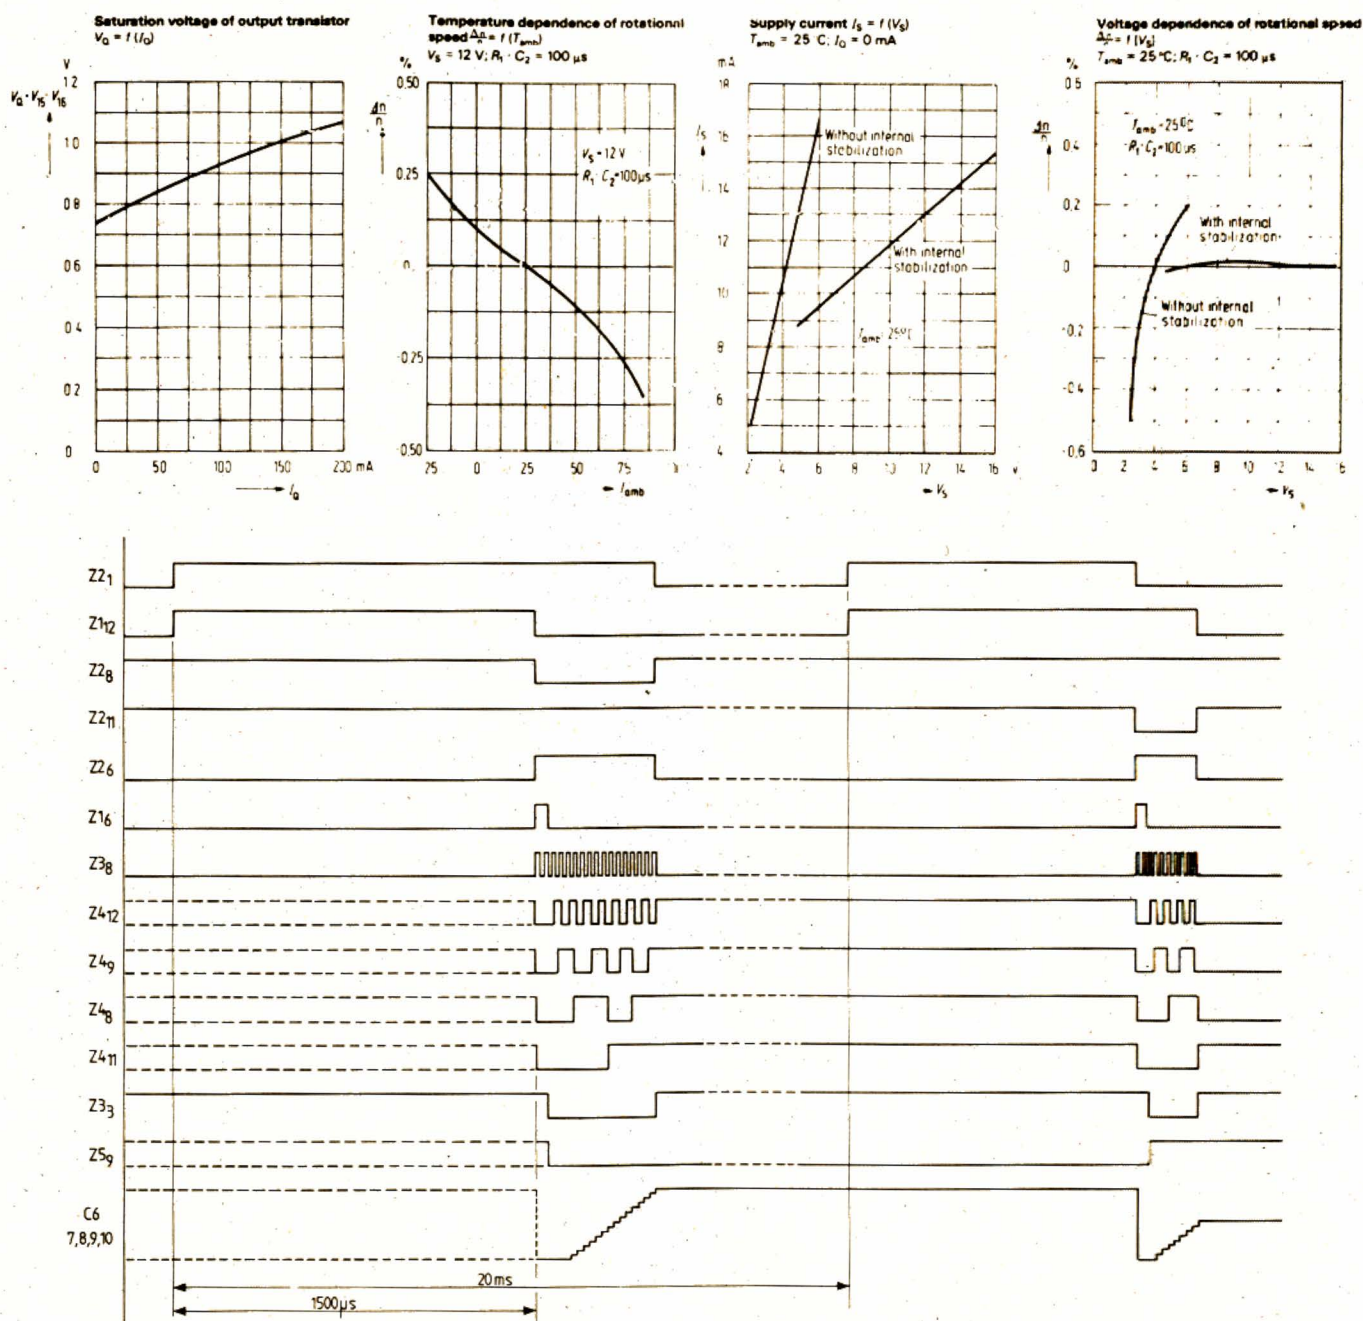 Saturation voltage of output transistor
V_Q = f (I_Q)
V
V_Q · V_15 · V_16
1.2
1.0
0.8
0.6
0.4
0.2
0
0 50 100 150 200 mA
I_Q
Temperature dependence of rotational
speed Δn/n = f (T_amb)
V_S = 12 V; R_1 · C_2 = 100 µs
%
Δn/n
0.50
0.25
0
-0.25
-0.50
V_S = 12 V
R_1 · C_2 = 100µs
25 0 25 50 75
T_amb
Supply current I_S = f (V_S)
T_amb = 25 °C; I_Q = 0 mA
mA
I_S
18
16
14
12
10
8
6
4
Without internal
stabilization
With internal
stabilization
T_amb = 25°C
2 4 6 8 10 12 14 16 V
V_S
Voltage dependence of rotational speed
Δn/n = f (V_S)
T_amb = 25 °C; R_1 · C_2 = 100 µs
%
Δn/n
0.6
0.4
0.2
0
-0.2
-0.4
-0.6
T_amb = 25°C
R_1 · C_2 = 100µs
With internal
stabilization
Without internal
stabilization
0 2 4 6 8 10 12 14 16
V_S
Z2_1
Z1_12
Z2_8
Z2_11
Z2_6
Z1_6
Z3_8
Z4_12
Z4_9
Z4_8
Z4_11
Z3_3
Z5_9
C6
7,8,9,10
20ms
1500µs